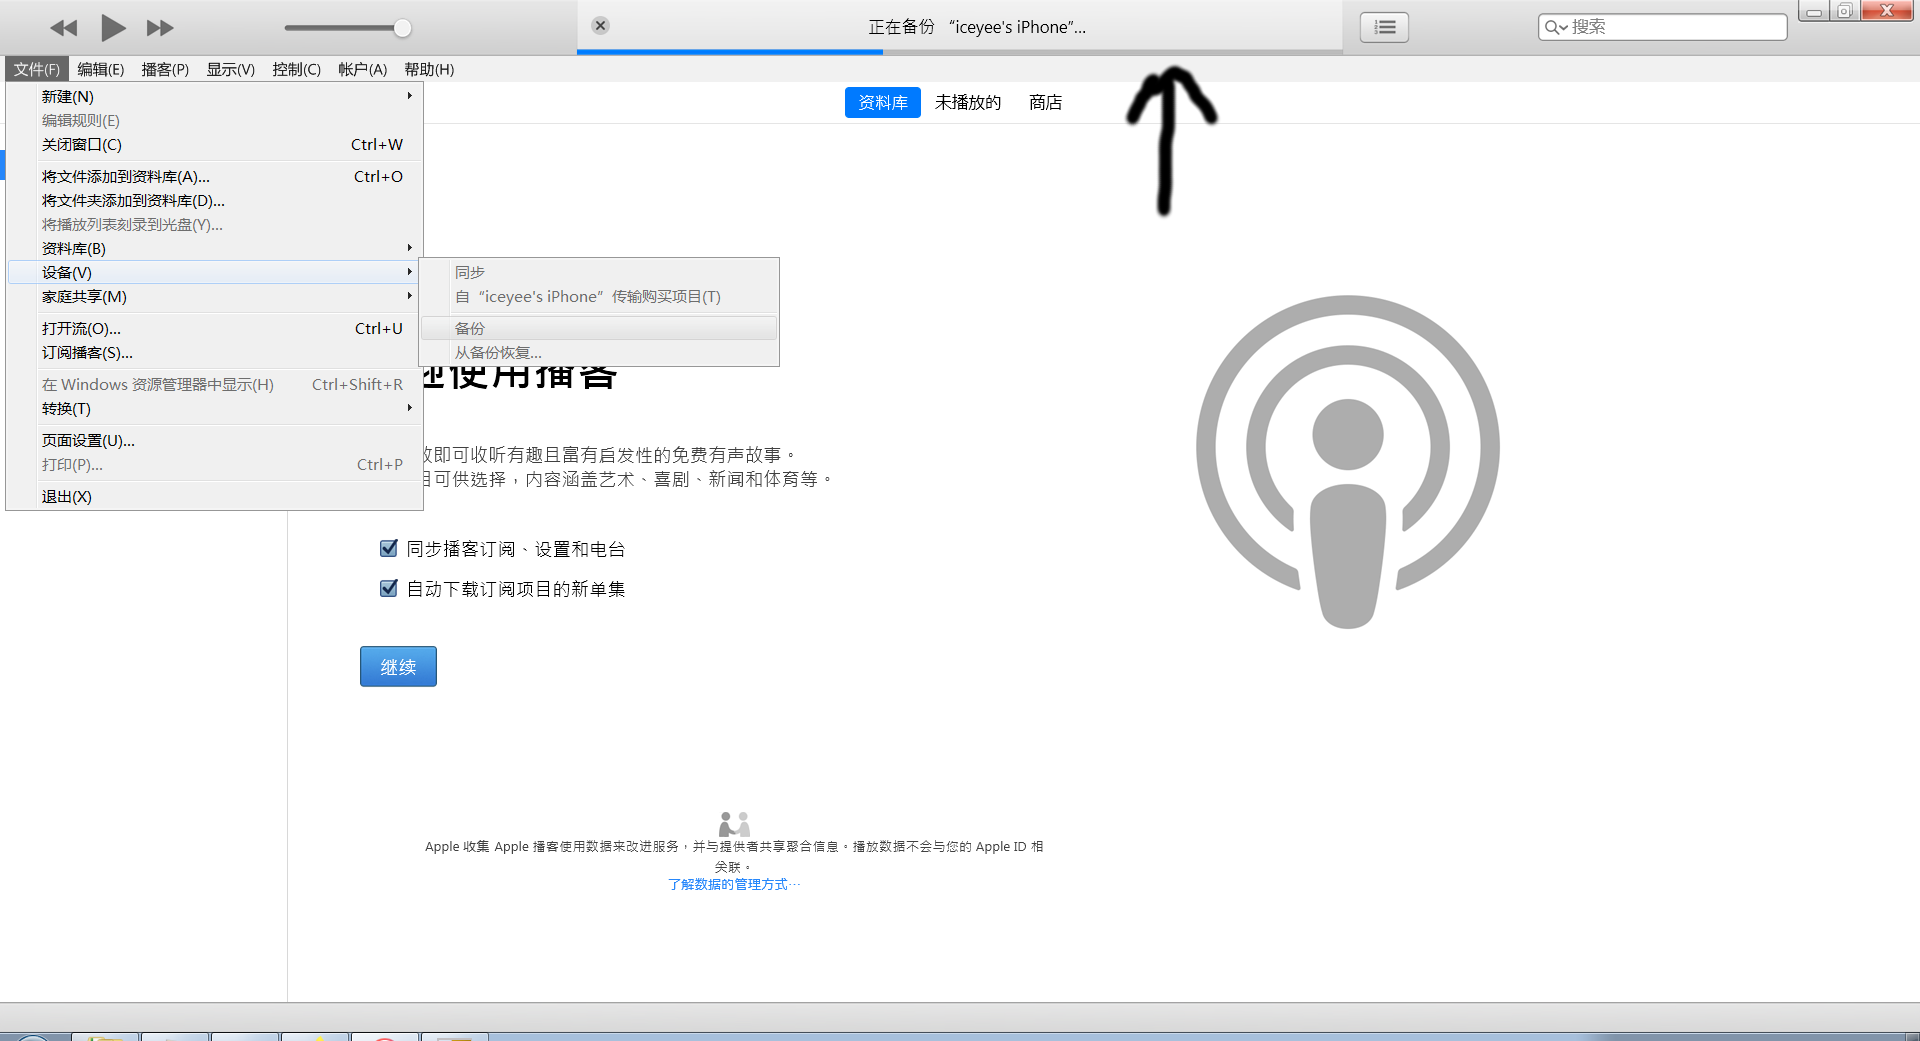 正在备份 “iceyee's iPhone”...
搜索
文件(F) 编辑(E) 播客(P) 显示(V) 控制(C) 帐户(A) 帮助(H)
资料库 未播放的 商店
新建(N)
编辑规则(E)
关闭窗口(C) Ctrl+W
将文件添加到资料库(A)... Ctrl+O
将文件夹添加到资料库(D)...
将播放列表刻录到光盘(Y)...
资料库(B)
设备(V)
家庭共享(M)
打开流(O)... Ctrl+U
订阅播客(S)...
在 Windows 资源管理器中显示(H) Ctrl+Shift+R
转换(T)
页面设置(U)...
打印(P)... Ctrl+P
退出(X)
同步
自“iceyee's iPhone”传输购买项目(T)
备份
从备份恢复...
使用播客
即可收听有趣且富有启发性的免费有声故事。
可供选择，内容涵盖艺术、喜剧、新闻和体育等。
同步播客订阅、设置和电台
自动下载订阅项目的新单集
继续
Apple 收集 Apple 播客使用数据来改进服务，并与提供者共享聚合信息。播放数据不会与您的 Apple ID 相
关联。
了解数据的管理方式…